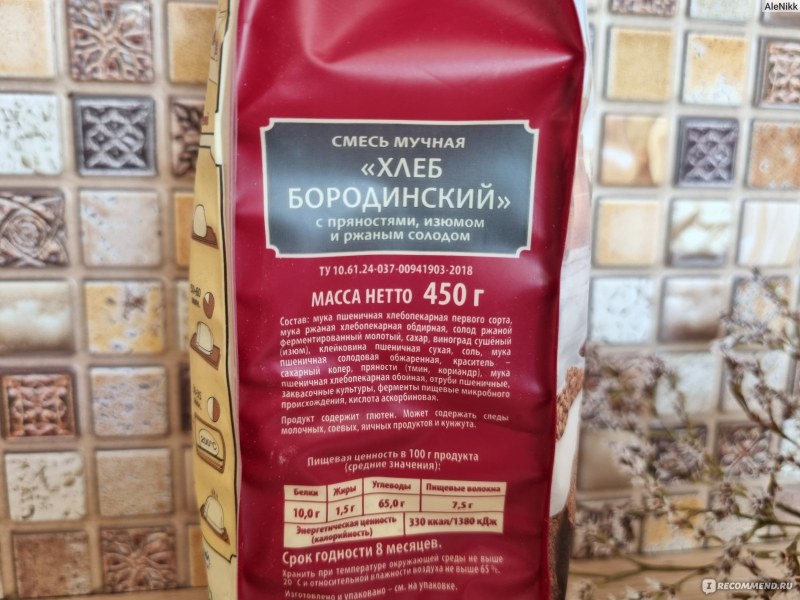 AleNikk
СМЕСЬ МУЧНАЯ
«ХЛЕБ
БОРОДИНСКИЙ»
С ПРЯНОСТЯМИ, ИЗЮМОМ
И РЖАНЫМ СОЛОДОМ
ТУ 10.61.24-037-00941903-2018
МАССА НЕТТО 450 г
Состав: мука пшеничная хлебопекарная первого сорта,
мука ржаная хлебопекарная обдирная, солод ржаной
ферментированный молотый, сахар, виноград сушёный
(изюм), клейковина пшеничная сухая, соль, мука
пшеничная солодовая обжаренная, краситель –
сахарный колер, пряности (тмин, кориандр), мука
пшеничная хлебопекарная обойная, отруби пшеничные,
заквасочные культуры, ферменты пищевые микробного
происхождения, кислота аскорбиновая.
Продукт содержит глютен. Может содержать следы
молочных, соевых, яичных продуктов и кунжута.
Пищевая ценность в 100 г продукта
(средние значения):
Белки Жиры Углеводы Пищевые волокна
10,0 г 1,5 г 65,0 г 7,5 г
Энергетическая ценность
(калорийность) 330 ккал/1380 кДж
Срок годности 8 месяцев.
Хранить при температуре окружающей среды не выше
20 °С и относительной влажности воздуха не выше 65 %.
Изготовлено и упаковано – см. на упаковке.
200°C
IRECOMMEND.RU